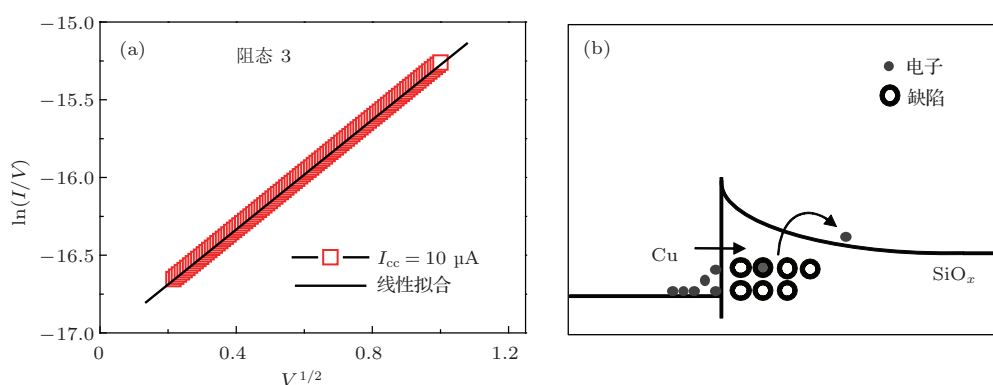 (a)
阻态 3
ln(I/V)
−15.0
−15.5
−16.0
−16.5
−17.0
I_cc = 10 µA
线性拟合
0
0.4
0.8
1.2
V^{1/2}
(b)
电子
缺陷
Cu
SiO_x